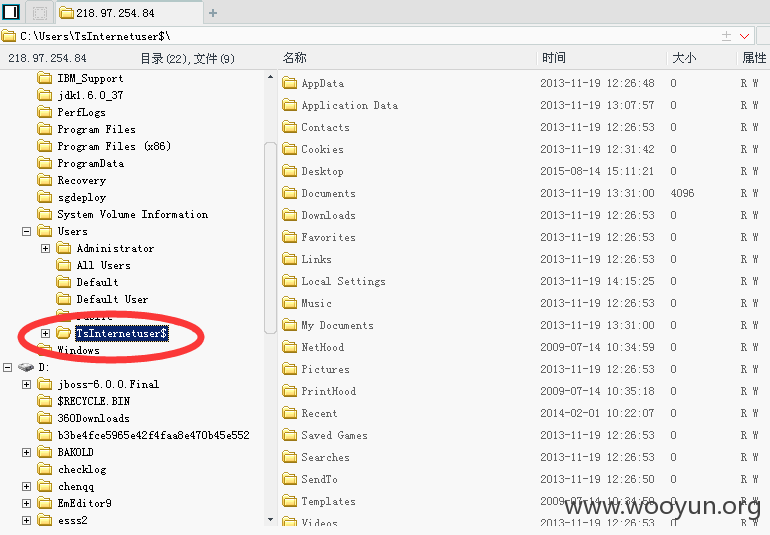 218.97.254.84
C:\Users\TsInternetuser$\
218.97.254.84 目录(22),文件(9) 名称 时间 大小 属性
IBM_Support
jdk1.6.0_37
PerfLogs
Program Files
Program Files (x86)
ProgramData
Recovery
sgdeploy
System Volume Information
Users
Administrator
All Users
Default
Default User
Public
TsInternetuser$
Windows
D:
jboss-6.0.0.Final
$RECYCLE.BIN
360Downloads
b3be4fce5965e42f4faa8e470b45e552
BAKOLD
checklog
chenqq
EmEditor9
esss2
AppData 2013-11-19 12:26:48 0 R W
Application Data 2013-11-19 13:07:57 0 R W
Contacts 2013-11-19 12:26:53 0 R W
Cookies 2013-11-19 12:31:42 0 R W
Desktop 2015-08-14 15:11:21 0 R W
Documents 2013-11-19 13:31:00 4096 R W
Downloads 2013-11-19 12:26:53 0 R W
Favorites 2013-11-19 12:26:53 0 R W
Links 2013-11-19 12:26:53 0 R W
Local Settings 2013-11-19 14:15:25 0 R W
Music 2013-11-19 12:26:53 0 R W
My Documents 2013-11-19 13:31:00 0 R W
NetHood 2009-07-14 10:34:59 0 R W
Pictures 2013-11-19 12:26:53 0 R W
PrintHood 2009-07-14 10:35:18 0 R W
Recent 2014-02-01 10:22:07 0 R W
Saved Games 2013-11-19 12:26:53 0 R W
Searches 2013-11-19 12:26:53 0 R W
SendTo 2013-11-19 12:26:50 0 R W
Templates 2009-07-14 10:34:59 0 R W
Videos 2013-11-19 12:26:53 0 R W
www.wooyun.org